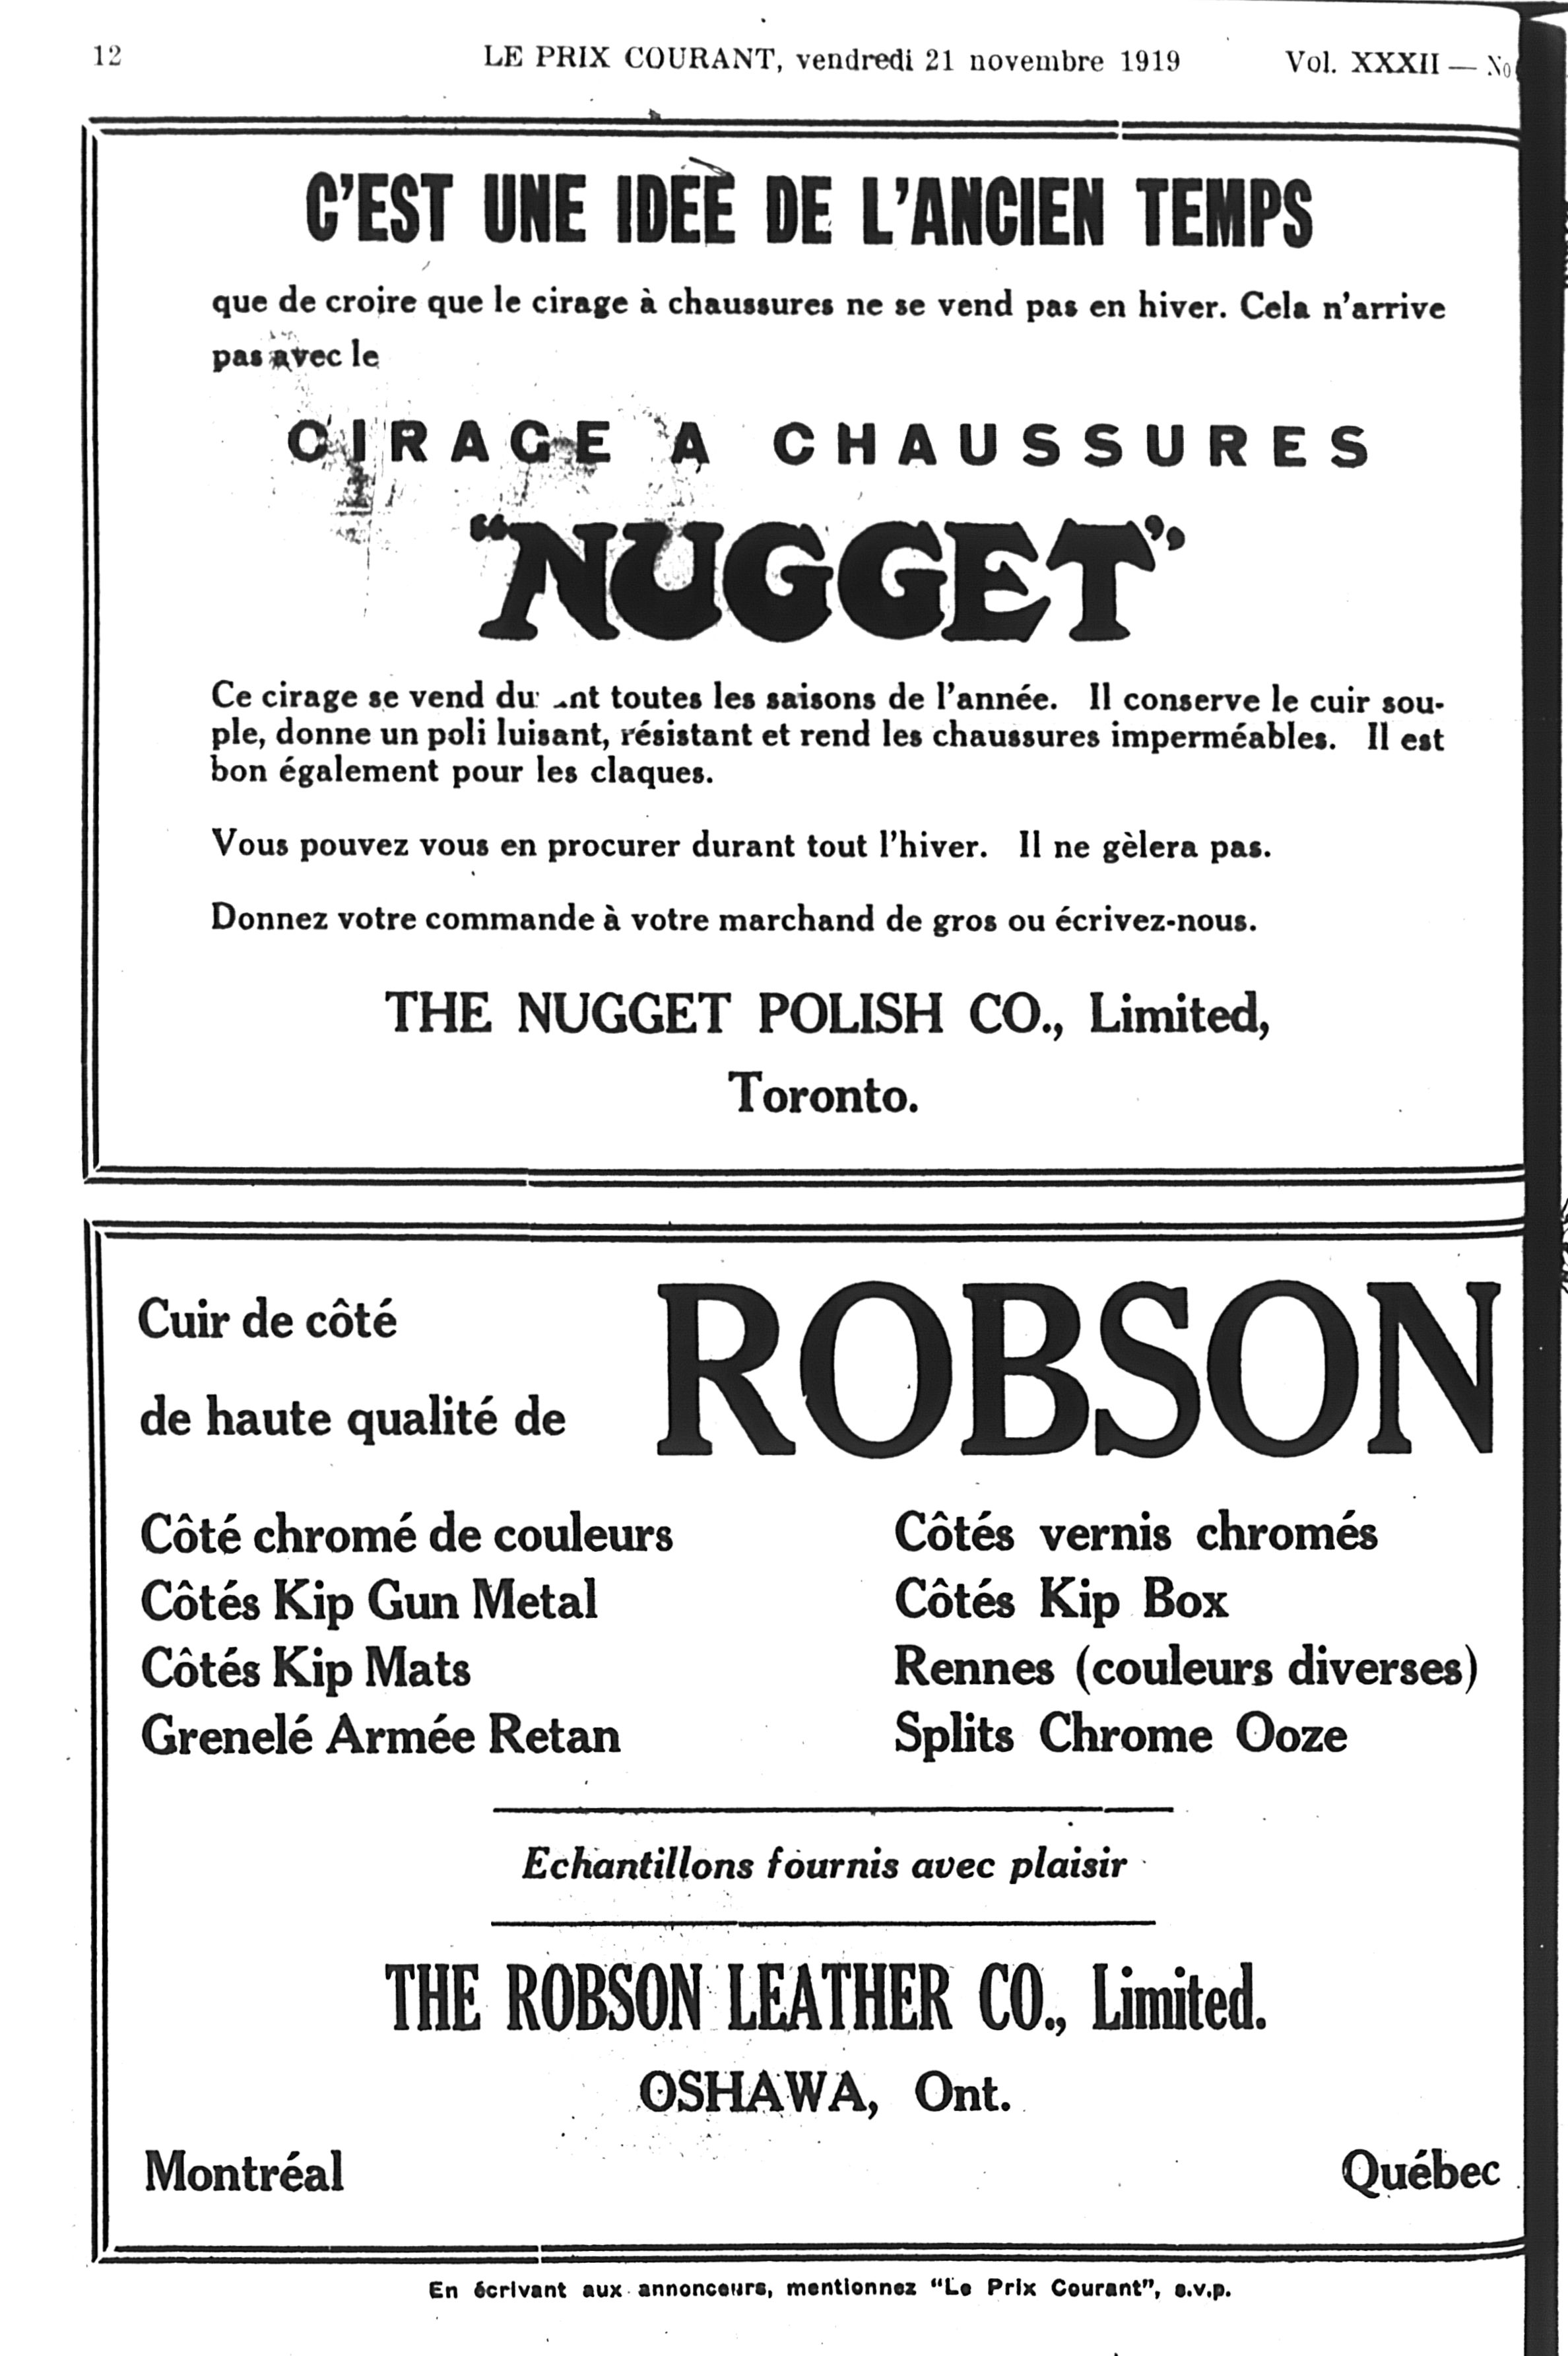 12
LE PRIX COURANT, vendredi 21 novembre 1919
Vol. XXXII — No
C'EST UNE IDEE DE L'ANCIEN TEMPS
que de croire que le cirage à chaussures ne se vend pas en hiver. Cela n'arrive
pas avec le
CIRAGE A CHAUSSURES
“NUGGET”
Ce cirage se vend toutes les saisons de l'année. Il conserve le cuir sou-
ple, donne un poli luisant, résistant et rend les chaussures imperméables. Il est
bon également pour les claques.
Vous pouvez vous en procurer durant tout l'hiver. Il ne gèlera pas.
Donnez votre commande à votre marchand de gros ou écrivez-nous.
THE NUGGET POLISH CO., Limited,
Toronto.
Cuir de côté
de haute qualité de
ROBSON
Côté chromé de couleurs
Côtés Kip Gun Metal
Côtés Kip Mats
Grenelé Armée Retan
Côtés vernis chromés
Côtés Kip Box
Rennes (couleurs diverses)
Splits Chrome Ooze
Echantillons fournis avec plaisir
THE ROBSON LEATHER CO., Limited.
OSHAWA, Ont.
Montréal
Québec
En écrivant aux annonceurs, mentionnez “Le Prix Courant”, s.v.p.